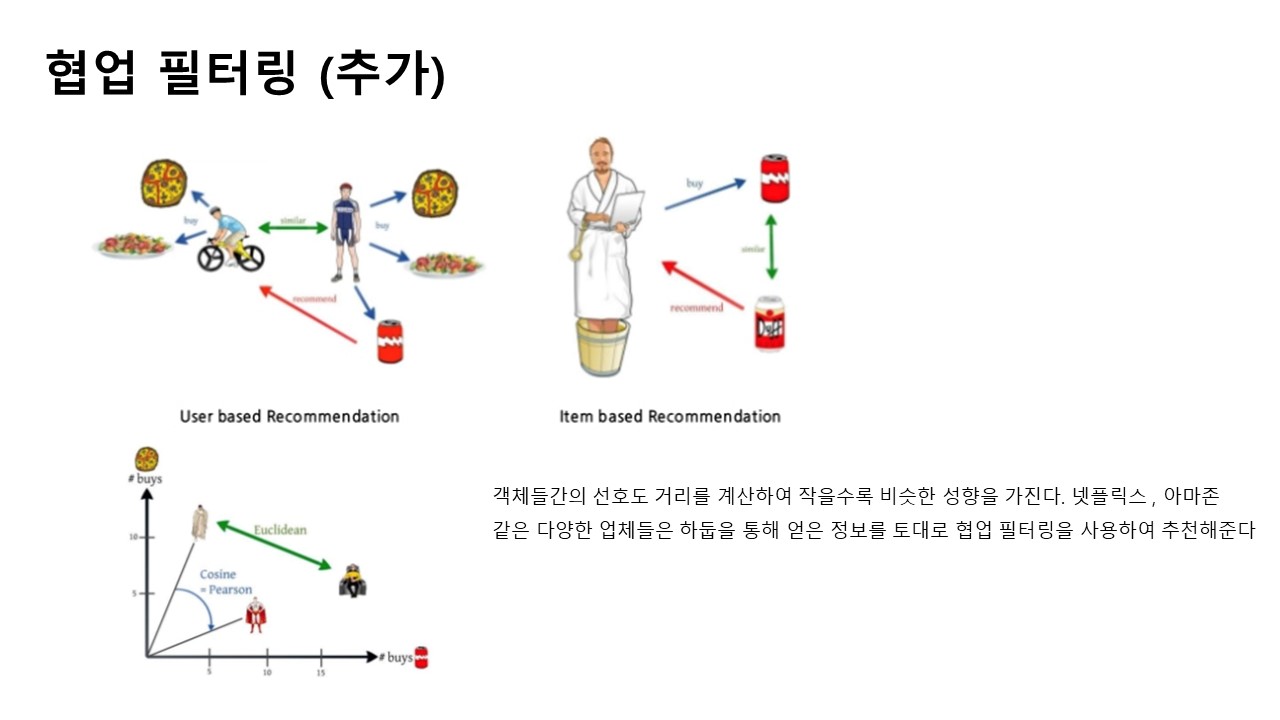 협업 필터링 (추가)
buy
similar
buy
recommend
User based Recommendation
buy
similar
recommend
Duff
Item based Recommendation
# buys
10
5
Euclidean
Cosine
= Pearson
5
10
15
# buys
객체들간의 선호도 거리를 계산하여 작을수록 비슷한 성향을 가진다. 넷플릭스 , 아마존
같은 다양한 업체들은 하둡을 통해 얻은 정보를 토대로 협업 필터링을 사용하여 추천해준다